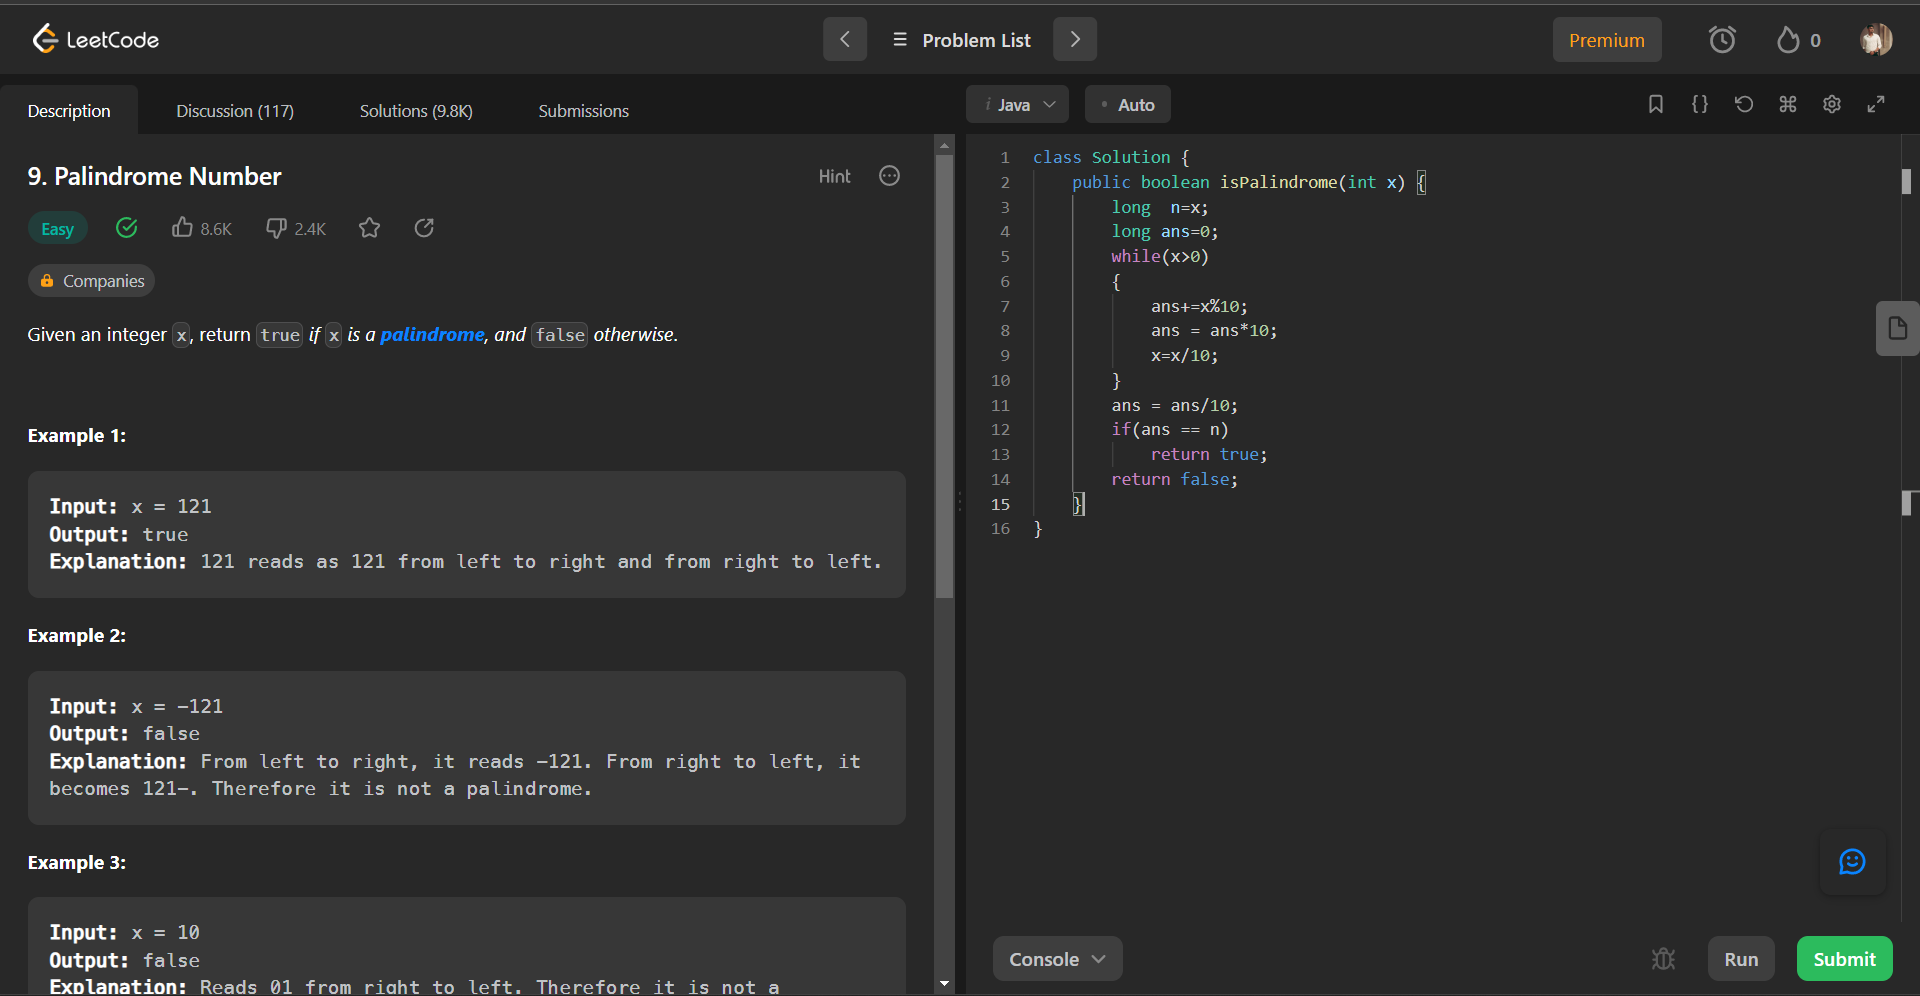 LeetCode
Problem List
Premium
0
Description
Discussion (117)
Solutions (9.8K)
Submissions
i Java
Auto
9. Palindrome Number
Hint
Easy
8.6K
2.4K
Companies
Given an integer x, return true if x is a palindrome, and false otherwise.
Example 1:
Input: x = 121
Output: true
Explanation: 121 reads as 121 from left to right and from right to left.
Example 2:
Input: x = -121
Output: false
Explanation: From left to right, it reads -121. From right to left, it
becomes 121-. Therefore it is not a palindrome.
Example 3:
Input: x = 10
Output: false
Explanation: Reads 01 from right to left. Therefore it is not a
1 class Solution {
2     public boolean isPalindrome(int x) {
3         long  n=x;
4         long ans=0;
5         while(x>0)
6         {
7             ans+=x%10;
8             ans = ans*10;
9             x=x/10;
10         }
11         ans = ans/10;
12         if(ans == n)
13             return true;
14         return false;
15     }
16 }
Console
Run
Submit